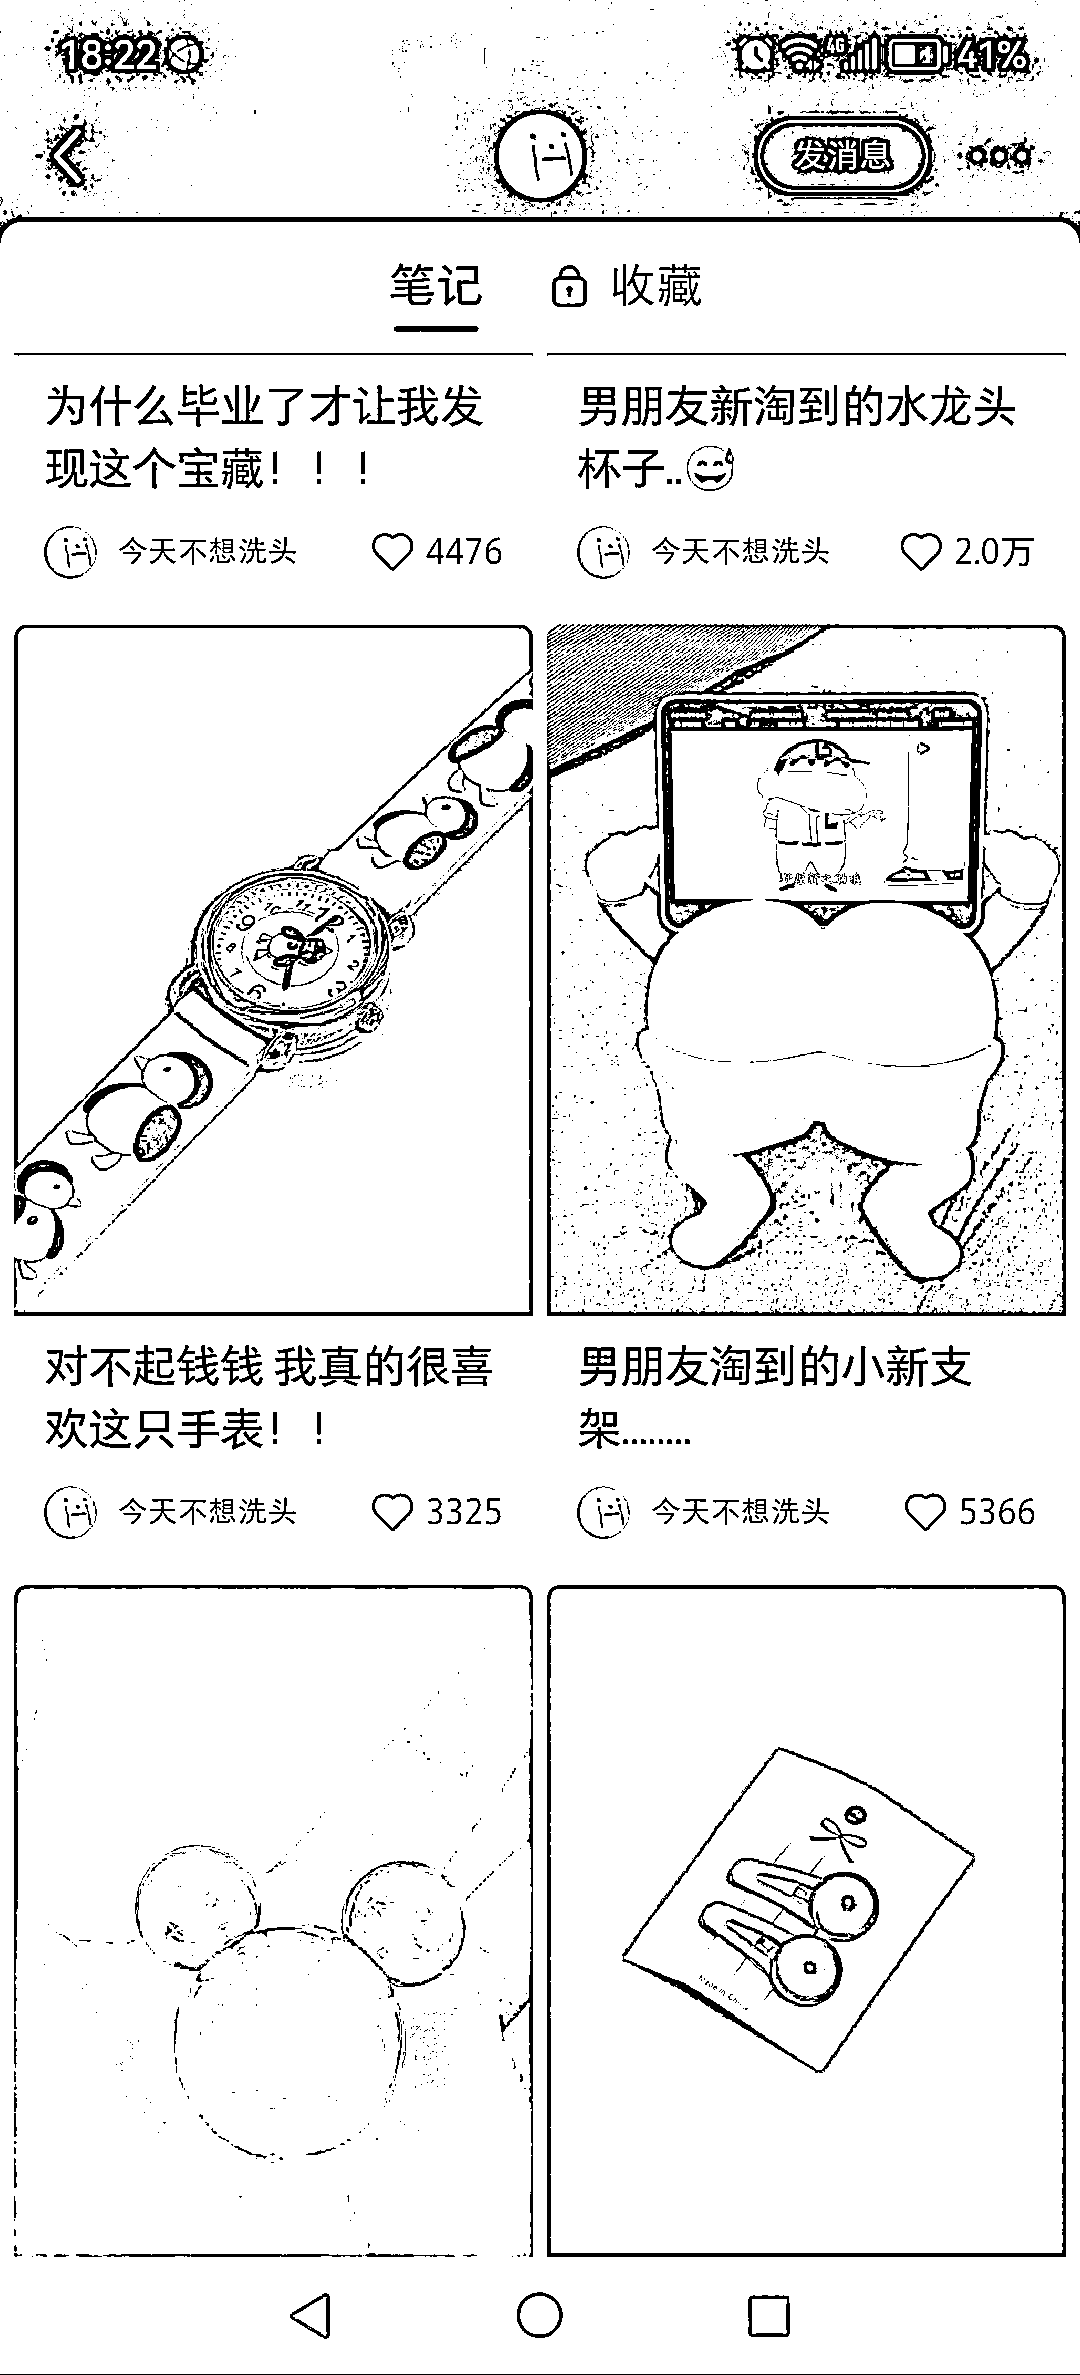 18:22
4G 41%
发消息
笔记 收藏
为什么毕业了才让我发
现这个宝藏！！！
今天不想洗头 4476
男朋友新淘到的水龙头
杯子..😅
今天不想洗头 2.0万
对不起钱钱 我真的很喜
欢这只手表！！
今天不想洗头 3325
男朋友淘到的小新支
架........
今天不想洗头 5366